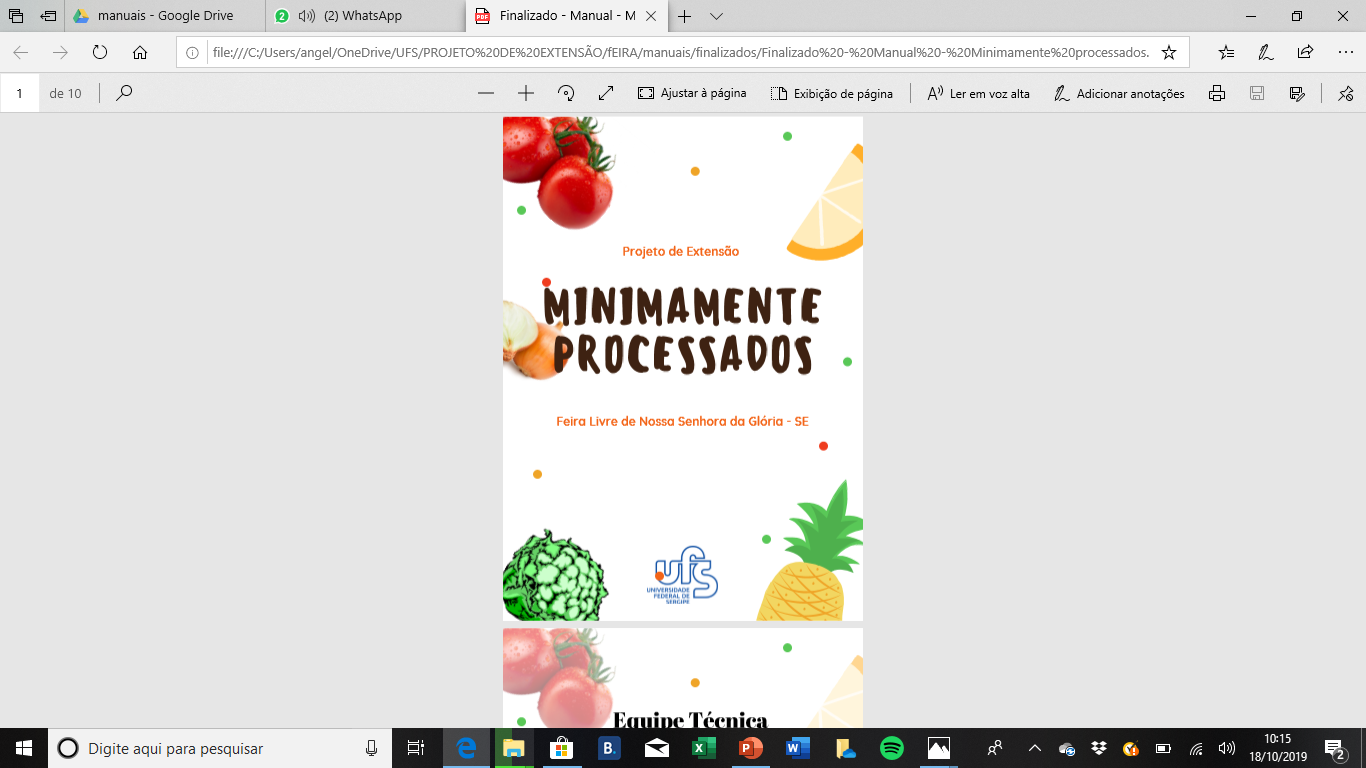 manuais - Google Drive
2
(2) WhatsApp
PDF
Finalizado - Manual - M
file:///C:/Users/angel/OneDrive/UFS/PROJETO%20DE%20EXTENSÃO/fEIRA/manuais/finalizados/Finalizado%20-%20Manual%20-%20Minimamente%20processados.
1
de 10
Ajustar à página
Exibição de página
Ler em voz alta
Adicionar anotações
Projeto de Extensão
MINIMAMENTE
PROCESSADOS
Feira Livre de Nossa Senhora da Glória - SE
ufs
UNIVERSIDADE
FEDERAL DE
SERGIPE
Equipe Técnica
Digite aqui para pesquisar
B.
10:15
18/10/2019
2